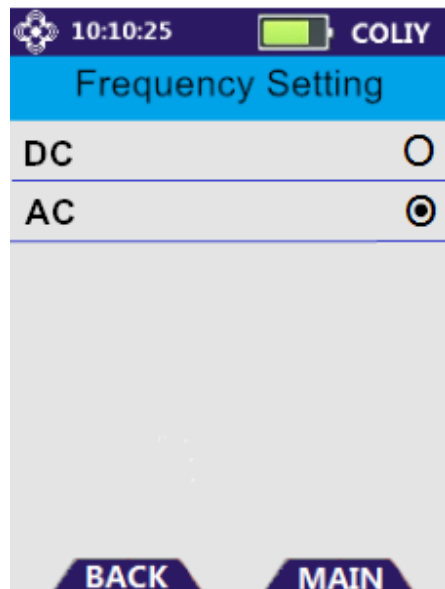 10:10:25 COLIY
Frequency Setting
DC
AC
BACK MAIN